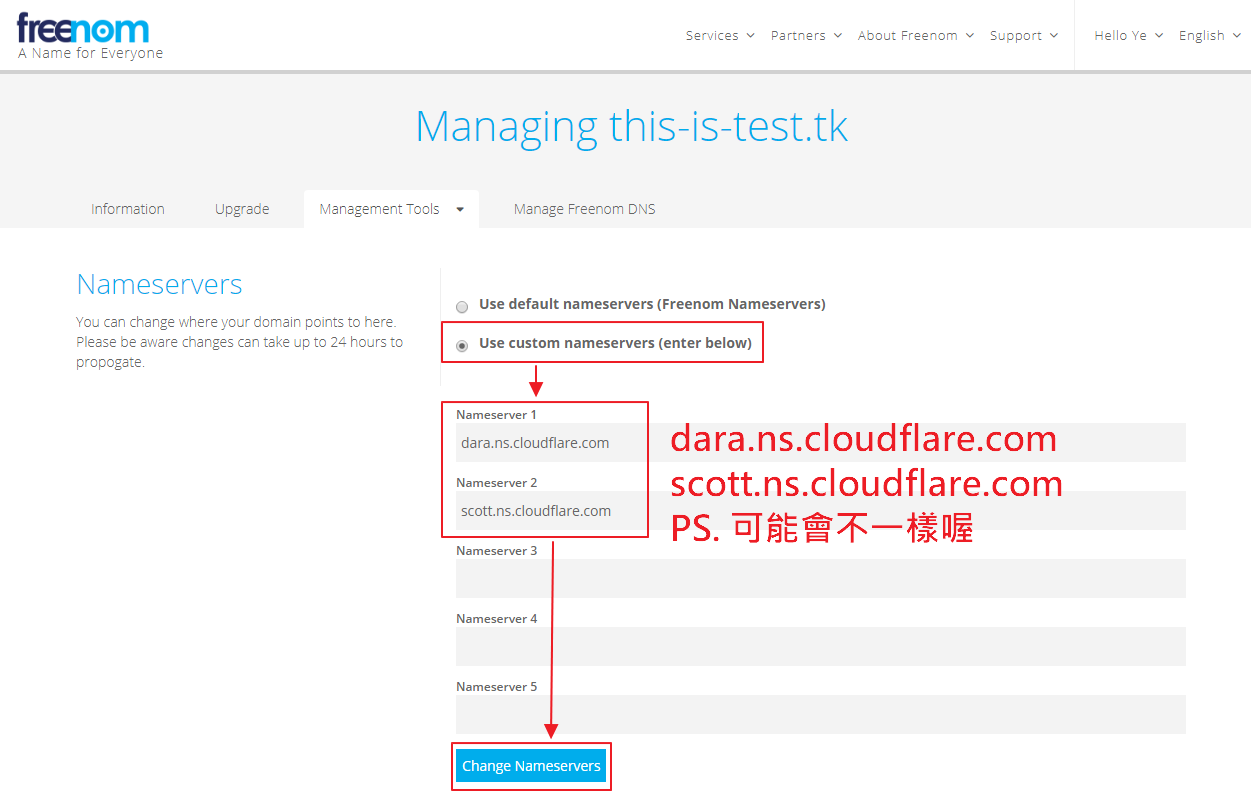 freenom
A Name for Everyone
Services Partners About Freenom Support Hello Ye English
Managing this-is-test.tk
Information Upgrade Management Tools Manage Freenom DNS
Nameservers
You can change where your domain points to here.
Please be aware changes can take up to 24 hours to
propogate.
Use default nameservers (Freenom Nameservers)
Use custom nameservers (enter below)
Nameserver 1
dara.ns.cloudflare.com
Nameserver 2
scott.ns.cloudflare.com
dara.ns.cloudflare.com
scott.ns.cloudflare.com
PS. 可能會不一樣喔
Nameserver 3
Nameserver 4
Nameserver 5
Change Nameservers